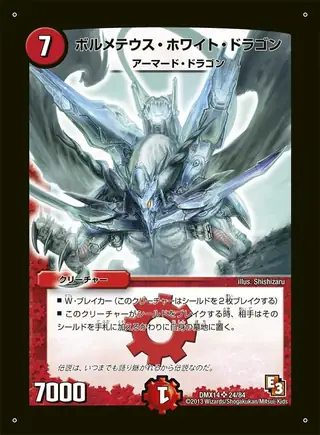 7
ボルメテウス・ホワイト・ドラゴン
アーマード・ドラゴン
illus. Shishizaru
クリーチャー
■ W・ブレイカー (このクリーチャーはシールドを2枚ブレイクする)
■ このクリーチャーがシールドをブレイクする時、相手はその
シールドを手札に加えるかわりに自身の墓地に置く。
伝説は、いつまでも語り継がれるから伝説なのだ。
7000
1
E3
DMX14 24/84
©2013 Wizards/Shogakukan/Mitsui-Kids